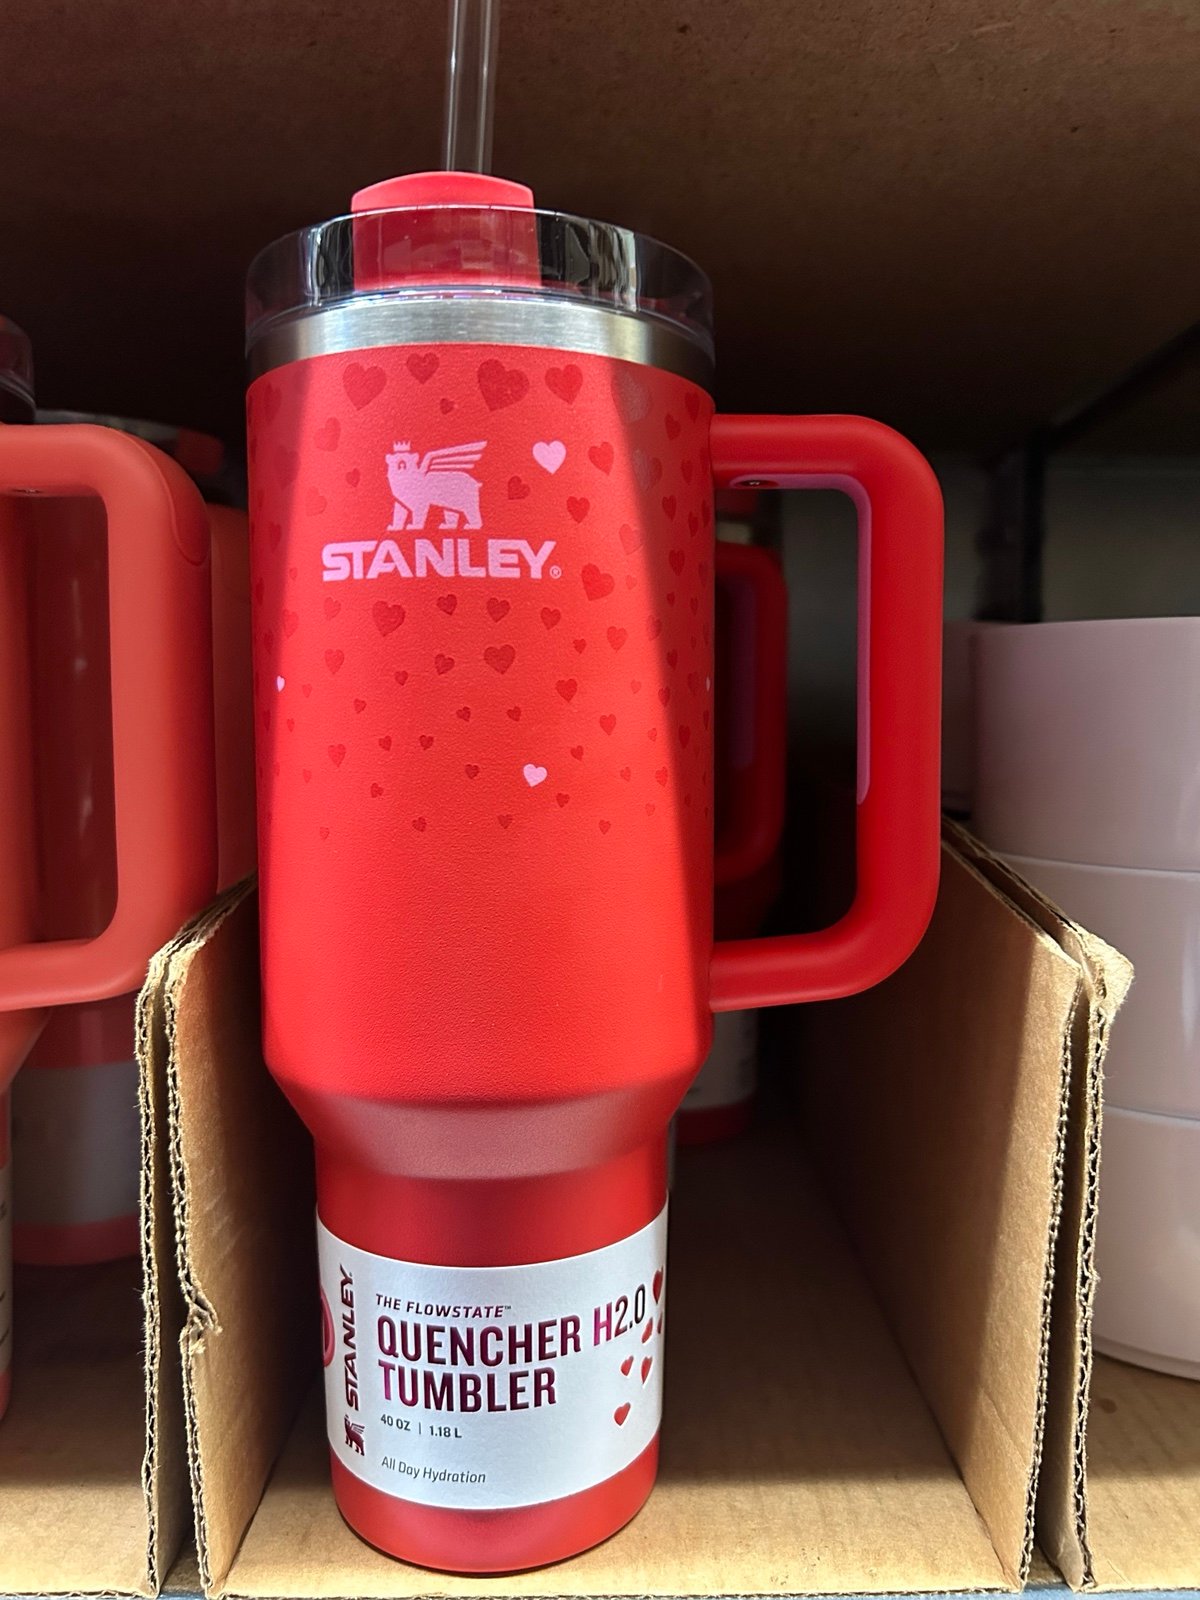 STANLEY®
STANLEY
THE FLOWSTATE™
QUENCHER H2.0
TUMBLER
40 OZ | 1.18 L
All Day Hydration